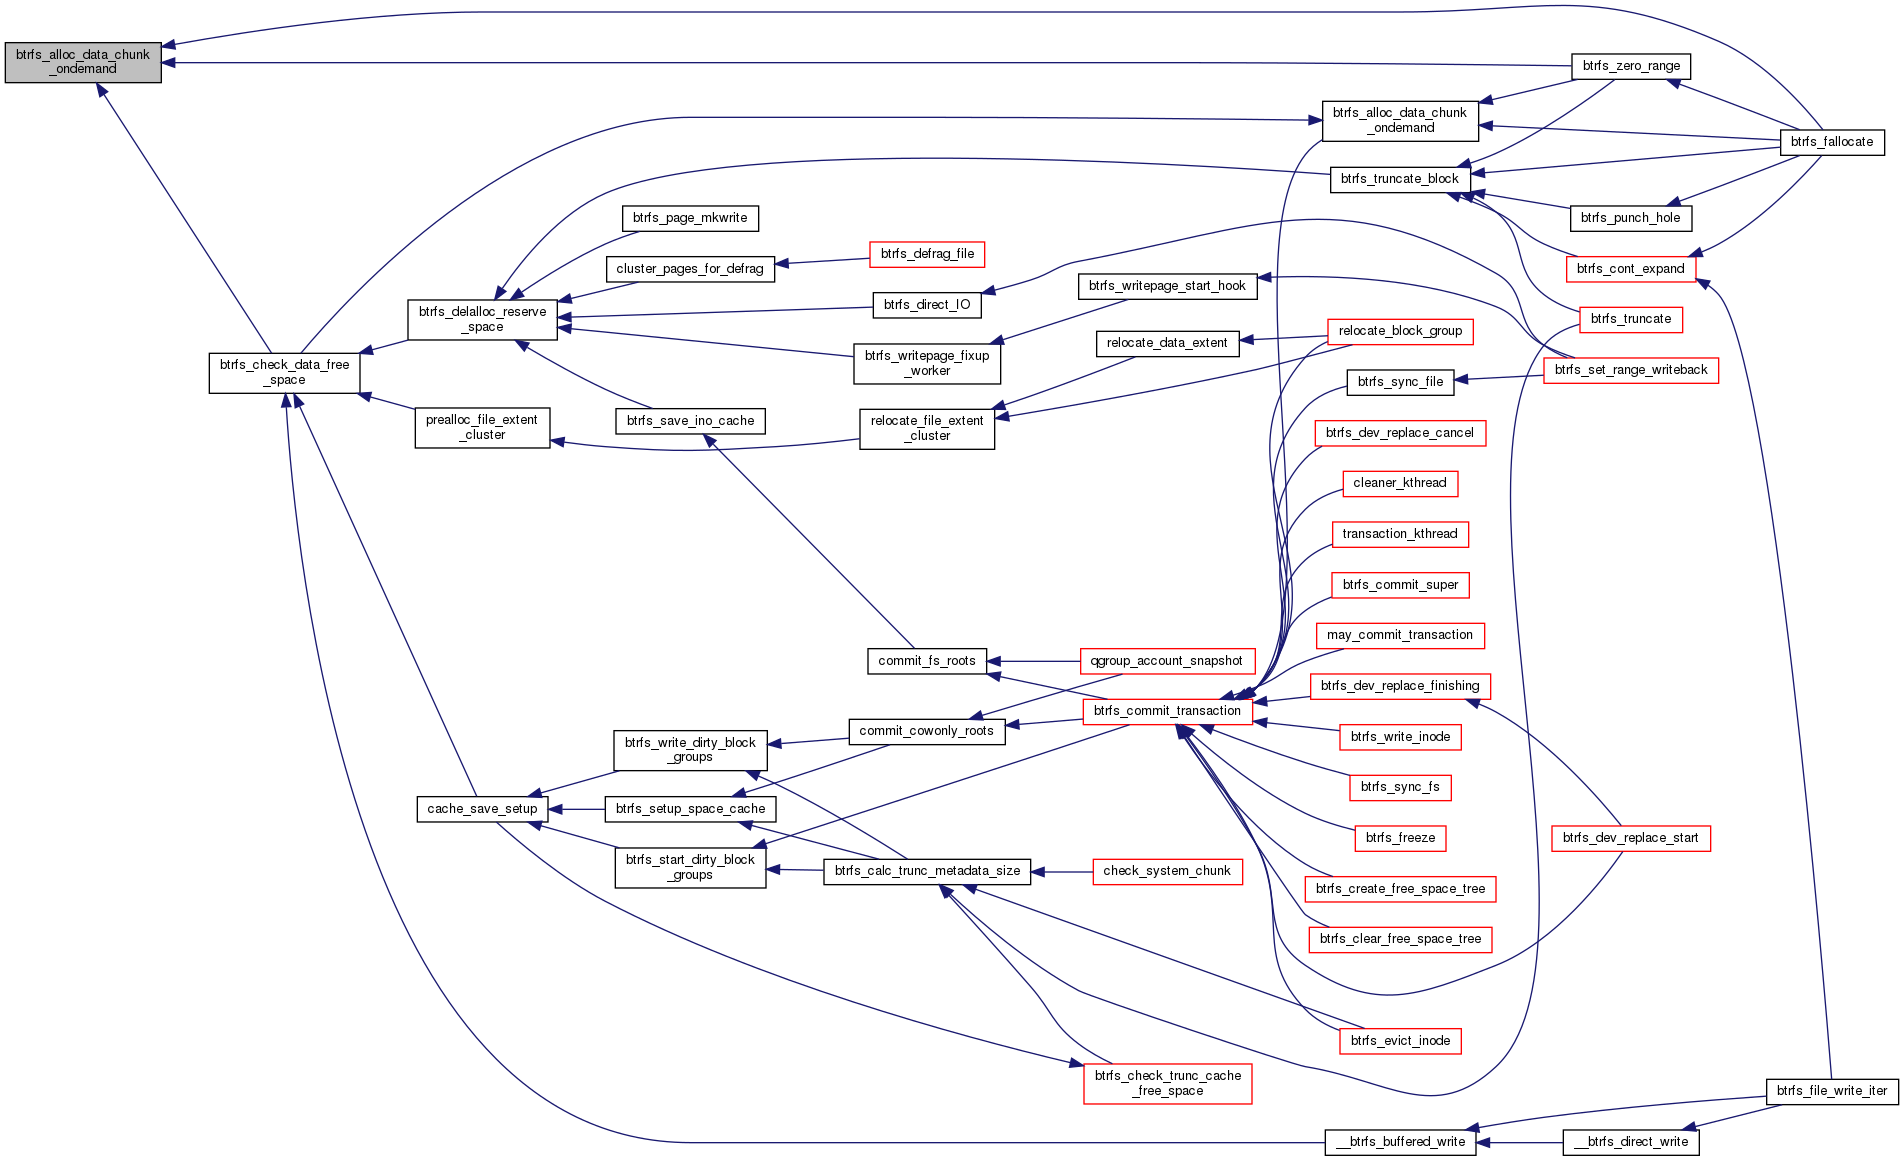 btrfs_alloc_data_chunk
_ondemand
btrfs_zero_range
btrfs_alloc_data_chunk
_ondemand
btrfs_fallocate
btrfs_truncate_block
btrfs_page_mkwrite
btrfs_punch_hole
btrfs_defrag_file
cluster_pages_for_defrag
btrfs_cont_expand
btrfs_writepage_start_hook
btrfs_direct_IO
btrfs_delalloc_reserve
_space
btrfs_truncate
relocate_block_group
relocate_data_extent
btrfs_writepage_fixup
_worker
btrfs_check_data_free
_space
btrfs_set_range_writeback
btrfs_sync_file
btrfs_save_ino_cache
prealloc_file_extent
_cluster
relocate_file_extent
_cluster
btrfs_dev_replace_cancel
cleaner_kthread
transaction_kthread
btrfs_commit_super
may_commit_transaction
commit_fs_roots
qgroup_account_snapshot
btrfs_dev_replace_finishing
btrfs_commit_transaction
commit_cowonly_roots
btrfs_write_inode
btrfs_write_dirty_block
_groups
btrfs_sync_fs
cache_save_setup
btrfs_setup_space_cache
btrfs_freeze
btrfs_dev_replace_start
btrfs_start_dirty_block
_groups
btrfs_calc_trunc_metadata_size
check_system_chunk
btrfs_create_free_space_tree
btrfs_clear_free_space_tree
btrfs_evict_inode
btrfs_check_trunc_cache
_free_space
btrfs_file_write_iter
__btrfs_buffered_write
__btrfs_direct_write